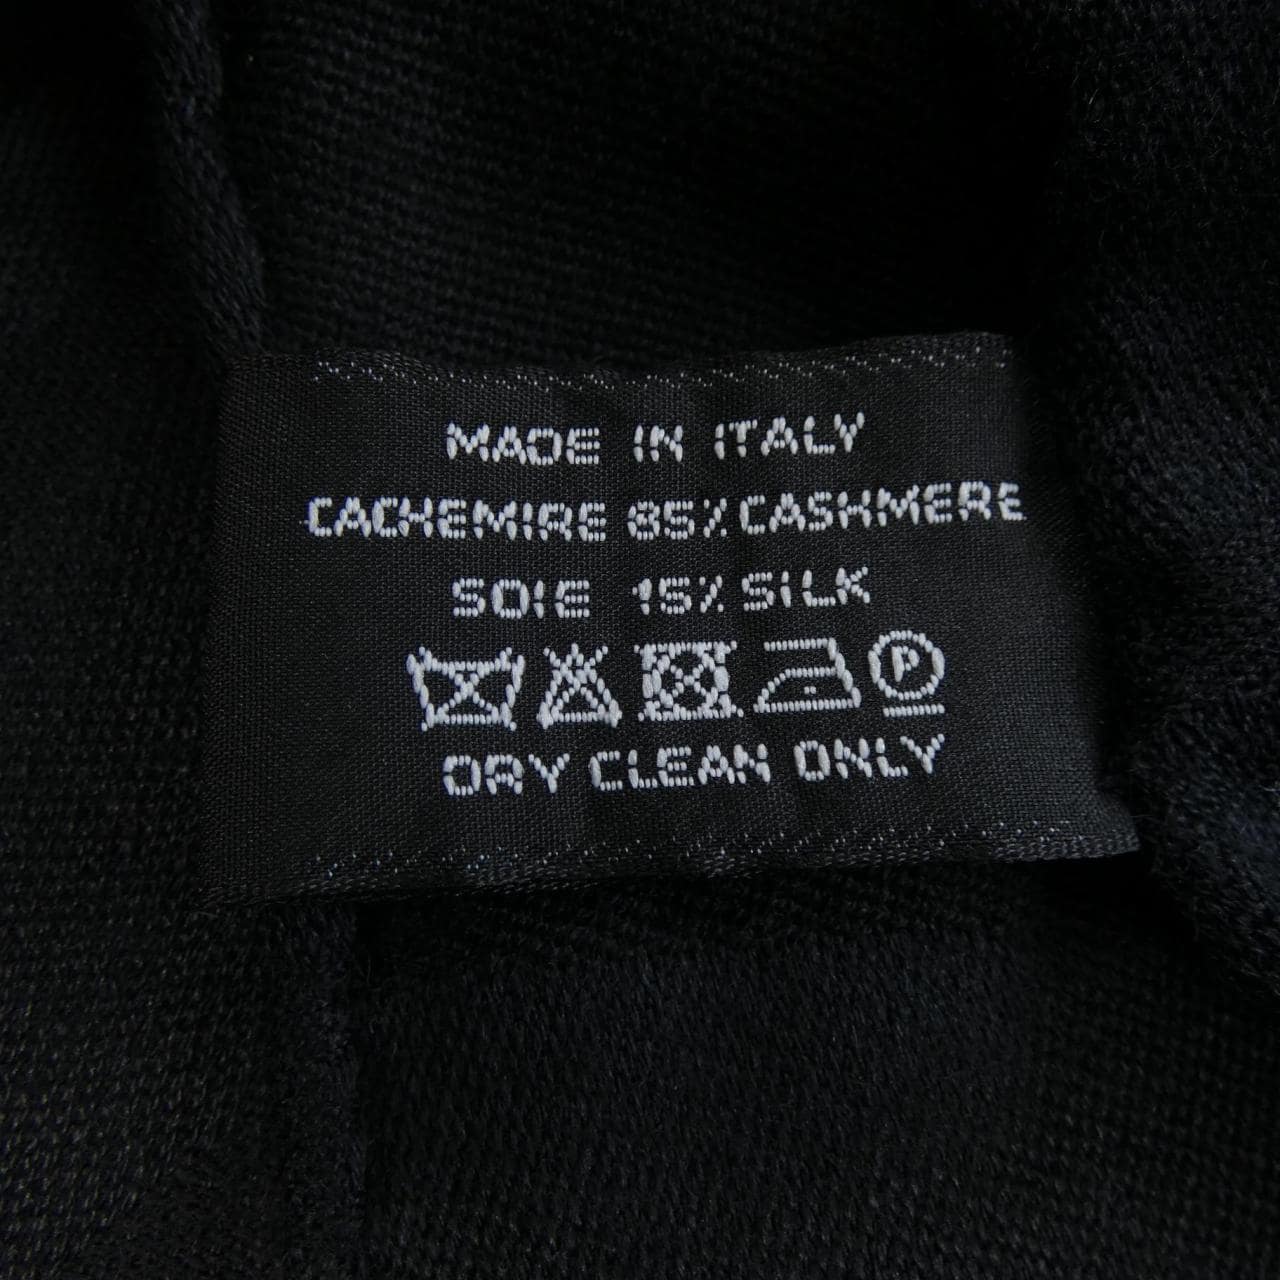 MADE IN ITALY
CACHEMIRE 85% CASHMERE
SOIE 15% SILK
P
DRY CLEAN ONLY